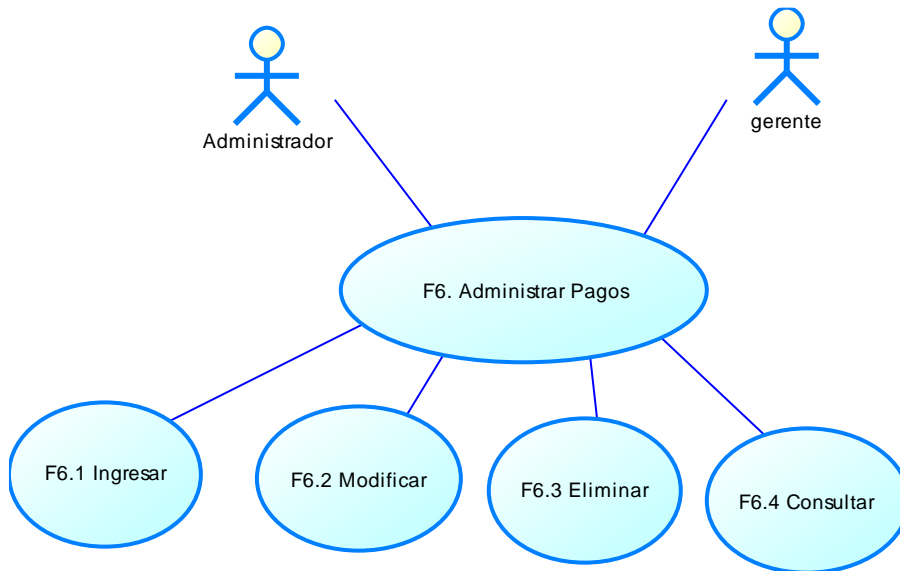 gerente
Administrador
F6. Administrar Pagos
F6.1 Ingresar
F6.2 Modificar
F6.3 Eliminar
F6.4 Consultar